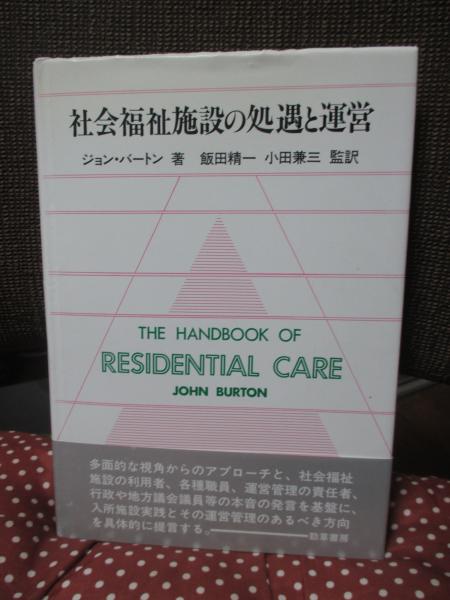 社会福祉施設の処遇と運営
ジョン・バートン 著 飯田精一 小田兼三 監訳
THE HANDBOOK OF
RESIDENTIAL CARE
JOHN BURTON
多面的な視角からのアプローチと、社会福祉
施設の利用者、各種職員、運営管理の責任者、
行政や地方議会議員等の本音の発言を基盤に、
入所施設実践とその運営管理のあるべき方向
を具体的に提言する。 勁草書房